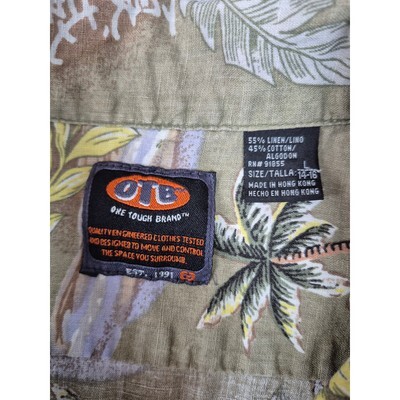 OTB
ONE TOUGH BRAND™
QUALITY ENGINEERED CLOTHES TESTED
AND DESIGNED TO MOVE AND CONTROL
THE SPACE YOU SURROUND.
EST. 1991
55% LINEN/LINO
45% COTTON/
ALGODON
RN# 91855
SIZE/TALLA: L
14-16
MADE IN HONG KONG
HECHO EN HONG KONG